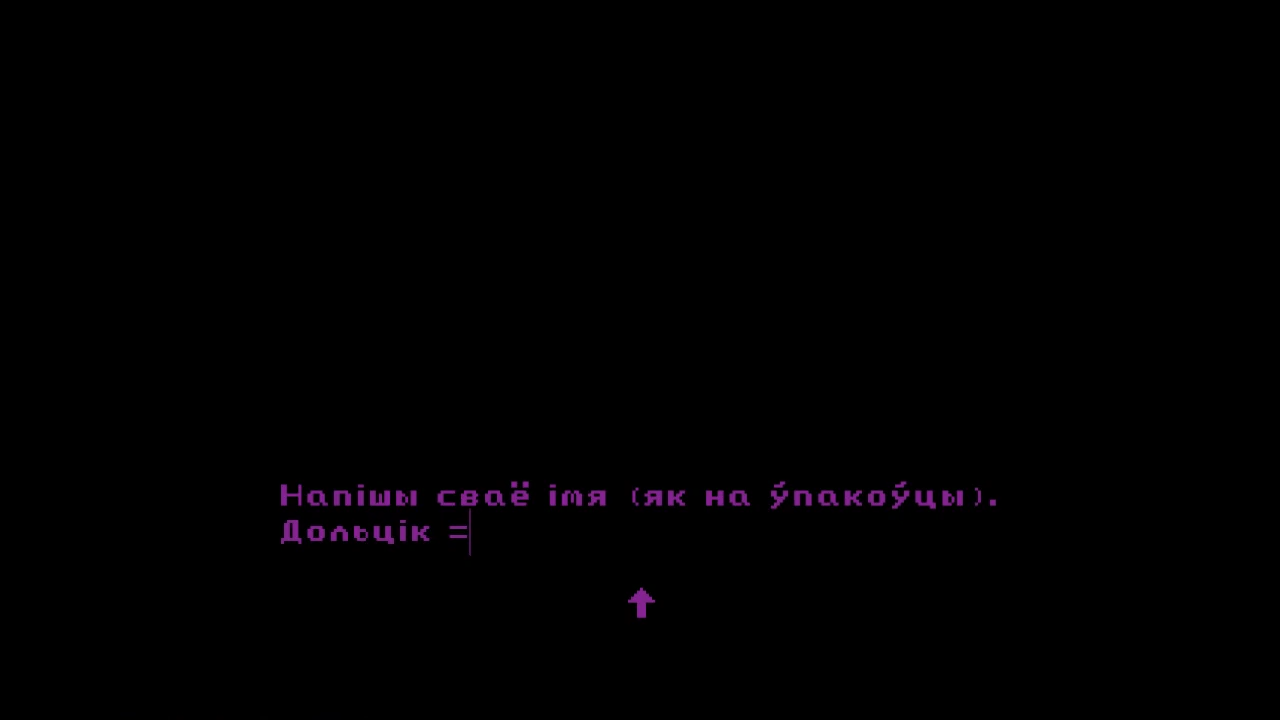 Напішы сваё імя (як на ўпакоўцы).
Дольцік =